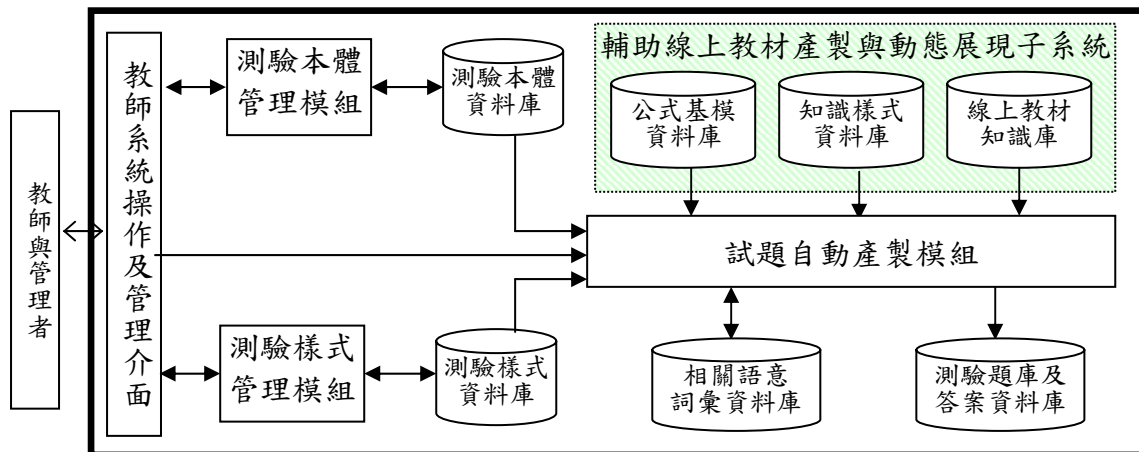 教師與管理者
教師系統操作及管理介面
測驗本體
管理模組
測驗本體
資料庫
輔助線上教材產製與動態展現子系統
公式基模
資料庫
知識樣式
資料庫
線上教材
知識庫
試題自動產製模組
測驗樣式
管理模組
測驗樣式
資料庫
相關語意
詞彙資料庫
測驗題庫及
答案資料庫